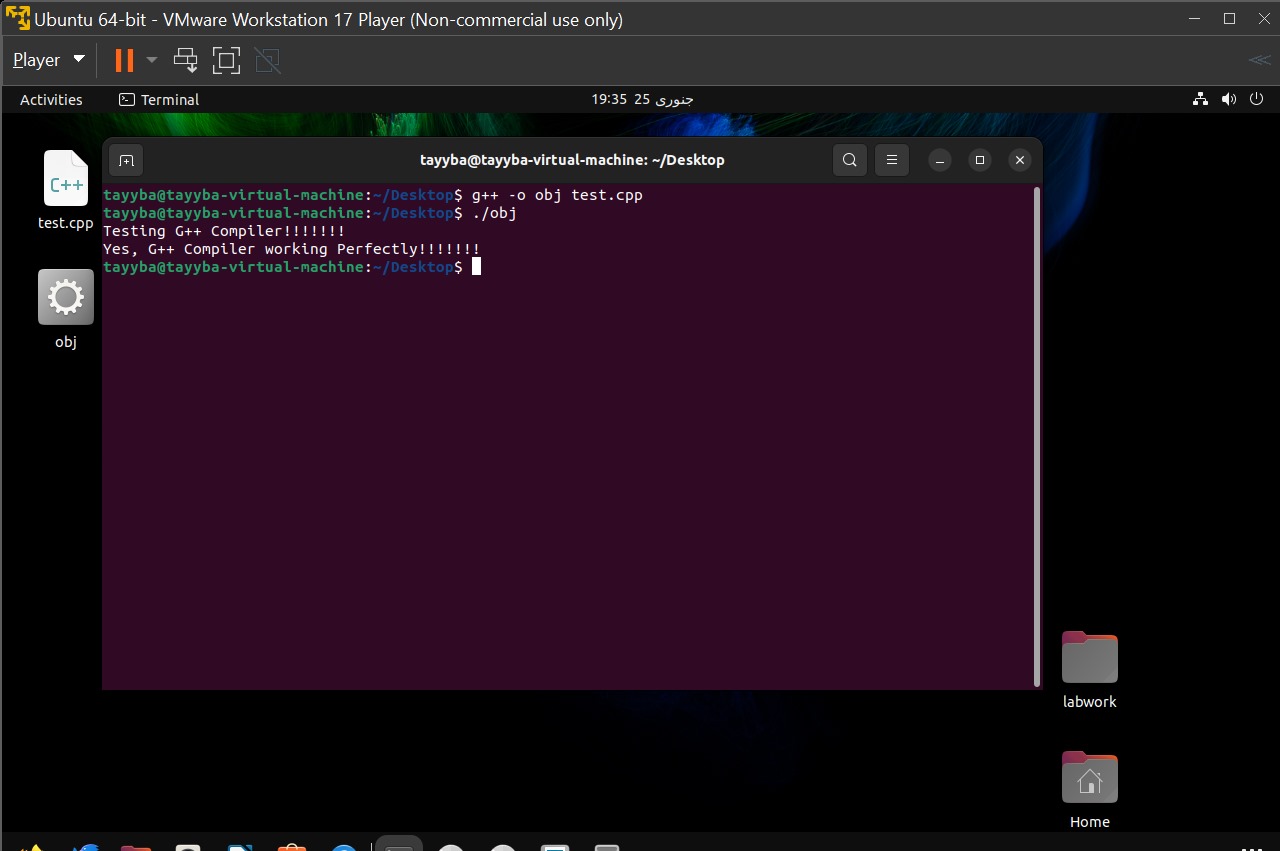 Ubuntu 64-bit - VMware Workstation 17 Player (Non-commercial use only)
Player
Activities
Terminal
19:35 25 جنوری
tayyba@tayyba-virtual-machine: ~/Desktop
tayyba@tayyba-virtual-machine:~/Desktop$ g++ -o obj test.cpp
tayyba@tayyba-virtual-machine:~/Desktop$ ./obj
Testing G++ Compiler!!!!!!!
Yes, G++ Compiler working Perfectly!!!!!!!
tayyba@tayyba-virtual-machine:~/Desktop$
C++
test.cpp
obj
labwork
Home